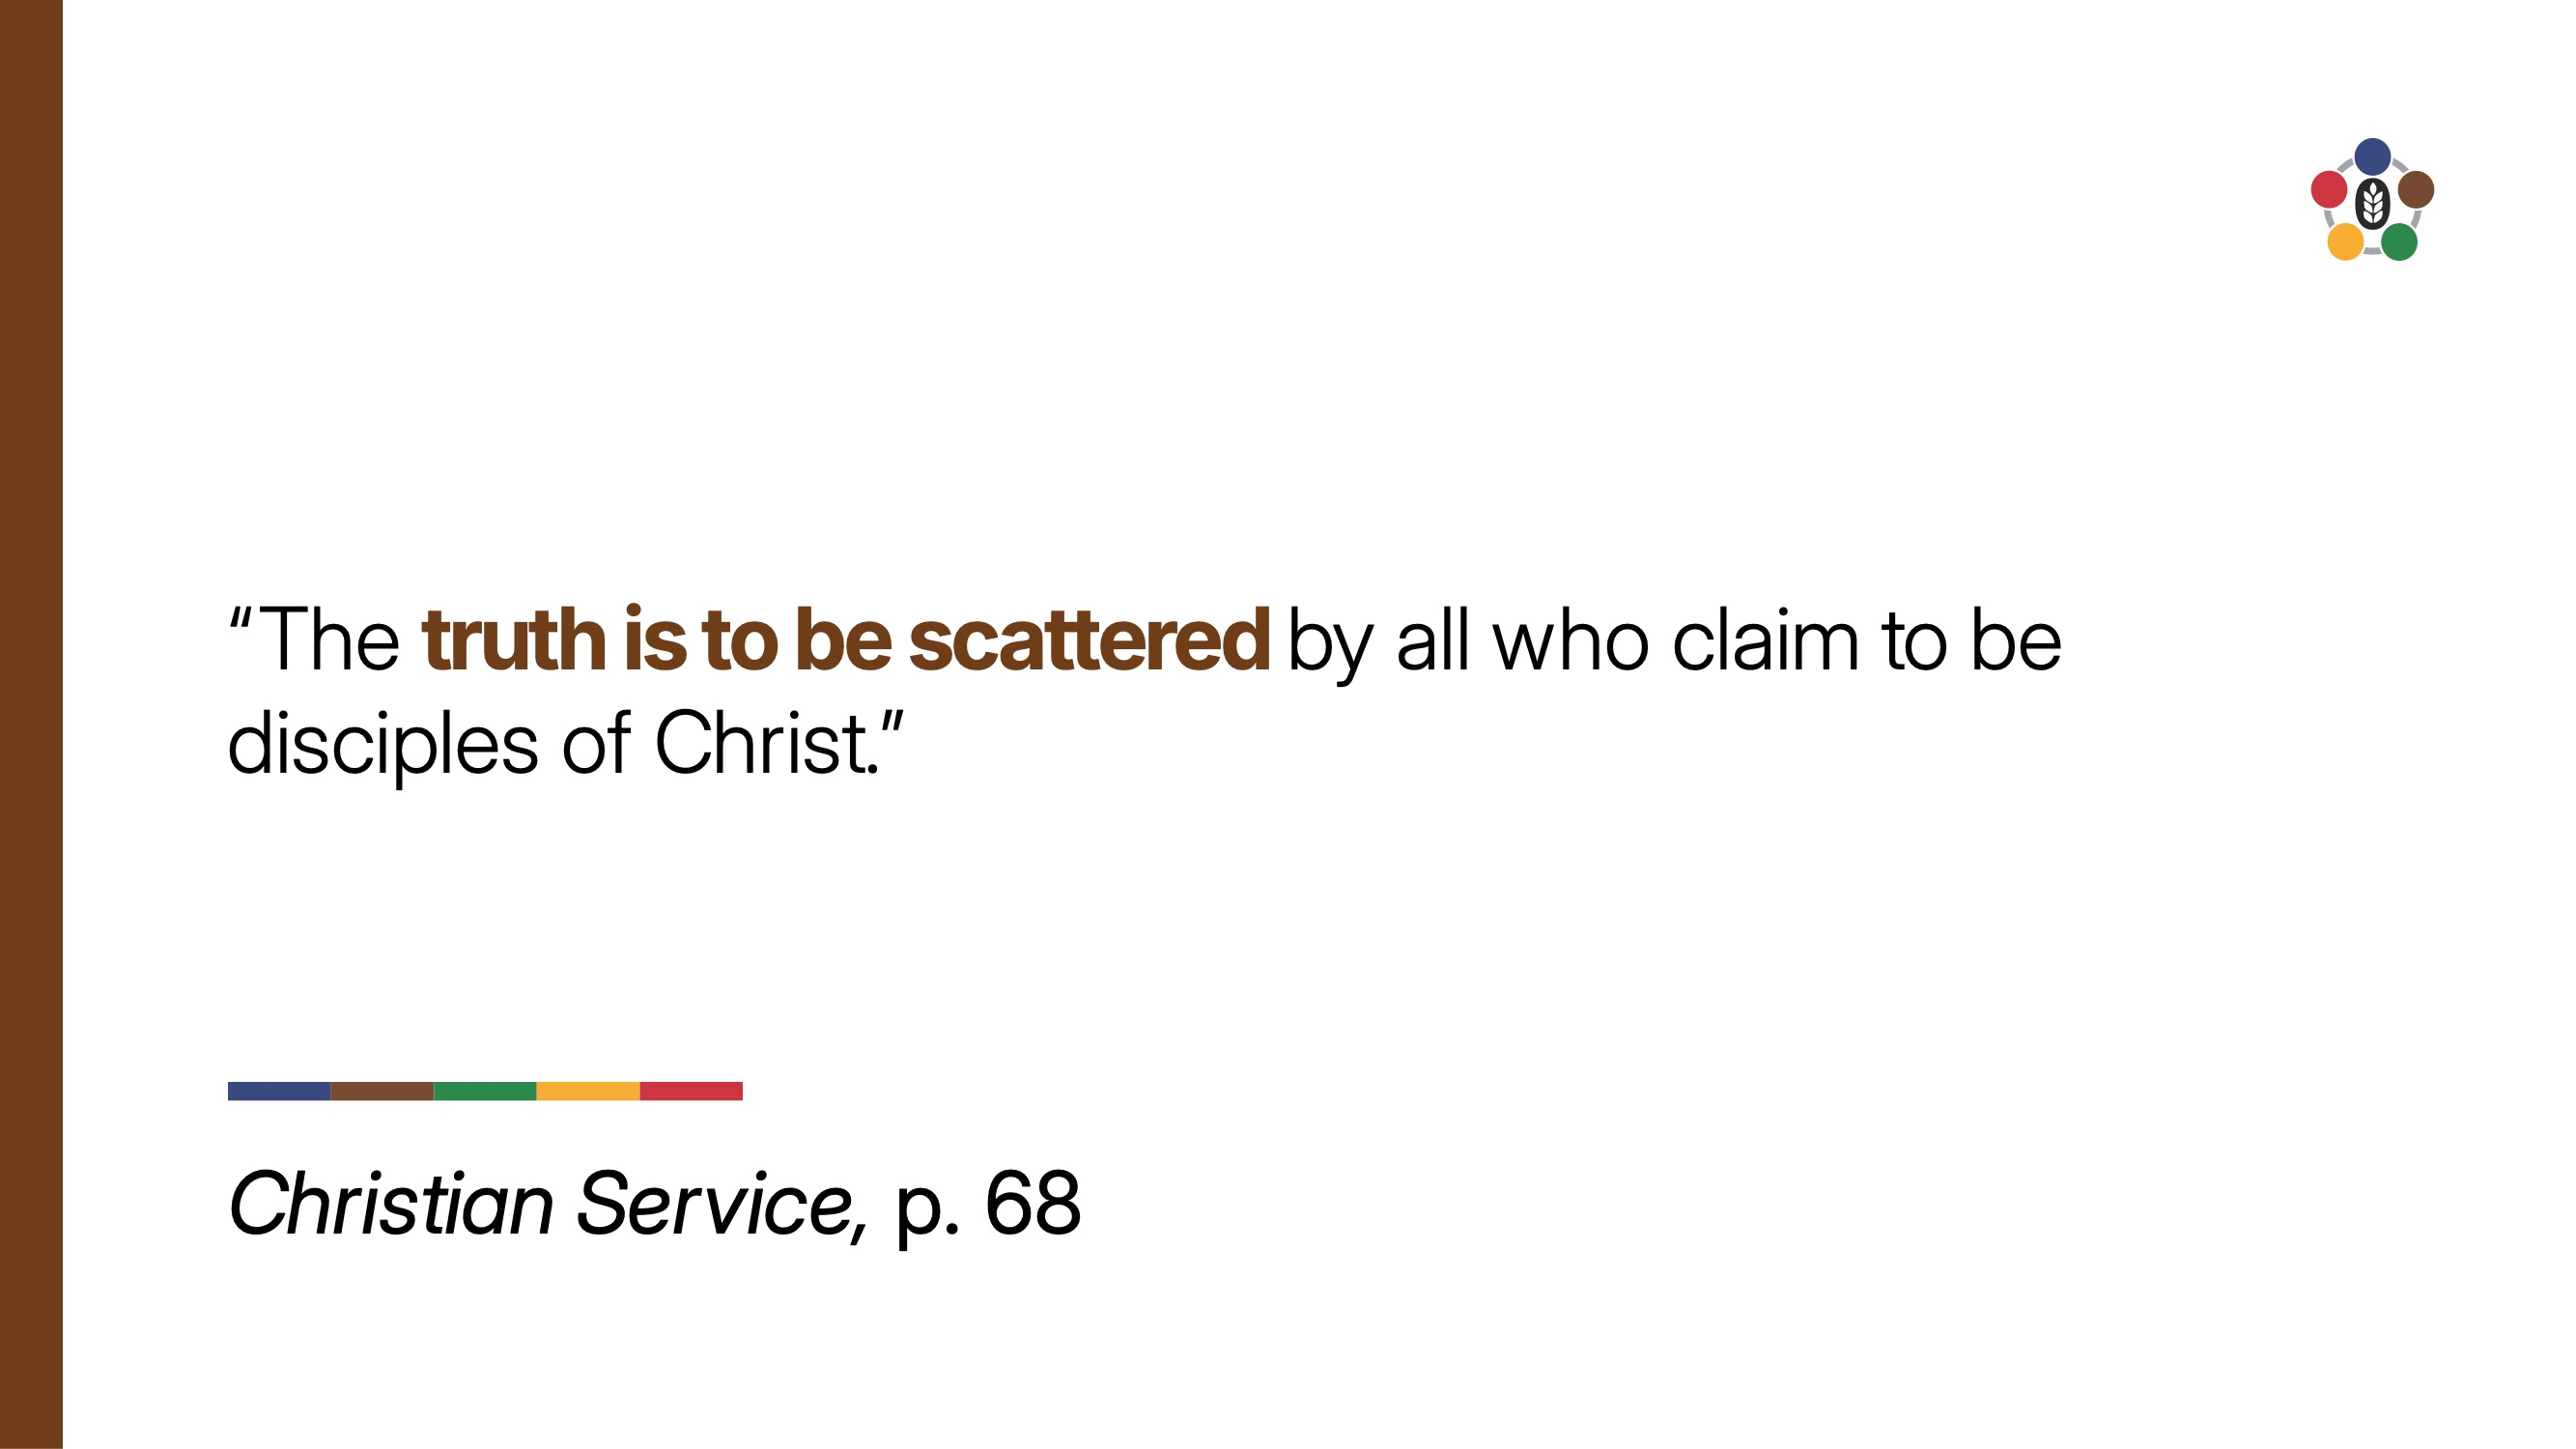 “The truth is to be scattered by all who claim to be
disciples of Christ.”
Christian Service, p. 68